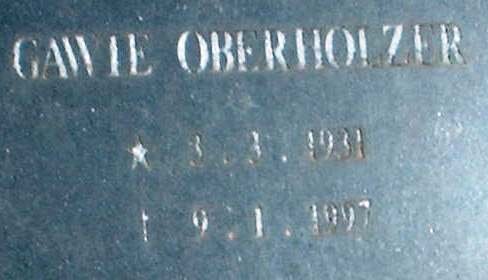 GAWIE OBERHOLZER
★ 3.3.1931
† 9.1.1997